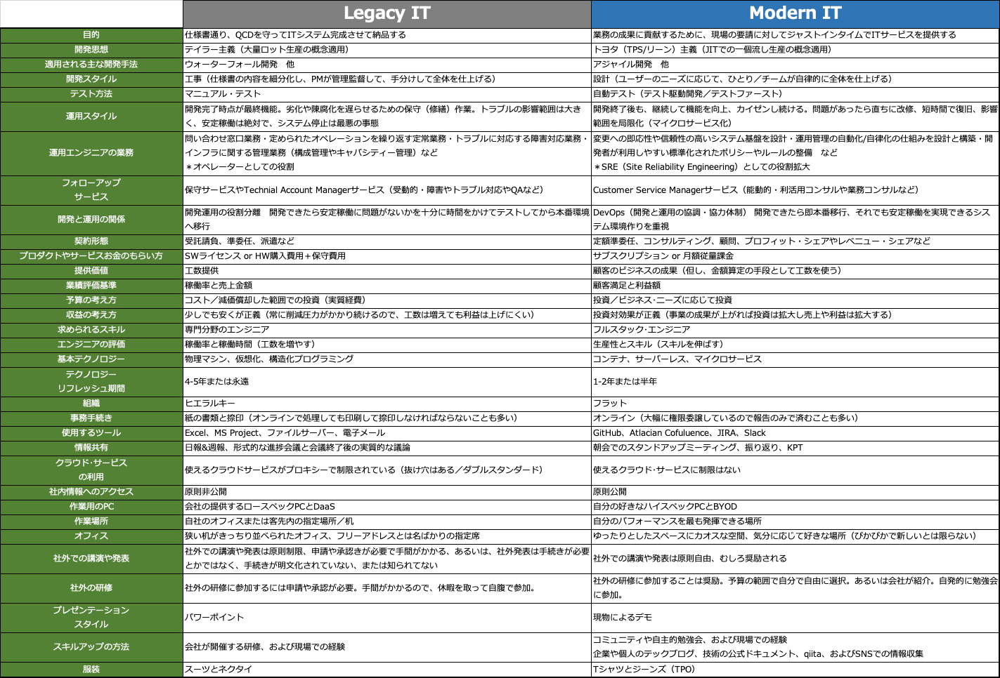 Legacy IT
Modern IT
目的
仕様書通り、QCDを守ってITシステム完成させて納品する
業務の成果に貢献するために、現場の要請に対してジャストインタイムでITサービスを提供する
開発思想
テイラー主義（大量ロット生産の概念適用）
トヨタ（TPS/リーン）主義（JITでの一個流し生産の概念適用）
適用される主な開発手法
ウォーターフォール開発　他
アジャイル開発　他
開発スタイル
工事（仕様書の内容を細分化し、PMが管理監督して、手分けして全体を仕上げる）
設計（ユーザーのニーズに応じて、ひとり／チームが自律的に全体を仕上げる）
テスト方法
マニュアル・テスト
自動テスト（テスト駆動開発／テストファースト）
運用スタイル
開発完了時点が最終機能。劣化や陳腐化を遅らせるための保守（修繕）作業。トラブルの影響範囲は大き
く、安定稼働は絶対で、システム停止は最悪の事態
開発終了後も、継続して機能を向上、カイゼンし続ける。問題があったら直ちに改修、短時間で復旧、影響
範囲を局限化（マイクロサービス化）
運用エンジニアの業務
問い合わせ窓口業務・定められたオペレーションを繰り返す定常業務・トラブルに対応する障害対応業務・
インフラに関する管理業務（構成管理やキャパシティー管理）など
＊オペレーターとしての役割
変更への即応性や信頼性の高いシステム基盤を設計・運用管理の自動化/自律化の仕組みを設計と構築・開
発者が利用しやすい標準化されたポリシーやルールの整備　など
＊SRE（Site Reliability Engineering）としての役割拡大
フォローアップ
サービス
保守サービスやTechnial Account Managerサービス（受動的・障害やトラブル対応やQAなど）
Customer Service Managerサービス（能動的・利活用コンサルや業務コンサルなど）
開発と運用の関係
開発運用の役割分離　開発できたら安定稼働に問題がないかを十分に時間をかけてテストしてから本番環境
へ移行
DevOps（開発と運用の協調・協力体制） 開発できたら即本番移行、それでも安定稼働を実現できるシス
テム環境作りを重視
契約形態
受託請負、準委任、派遣など
定額準委任、コンサルティング、顧問、プロフィット・シェアやレベニュー・シェアなど
プロダクトやサービスお金のもらい方
SWライセンス or HW購入費用＋保守費用
サブスクリプション or 月額従量課金
提供価値
工数提供
顧客のビジネスの成果（但し、金額算定の手段として工数を使う）
業績評価基準
稼働率と売上金額
顧客満足と利益額
予算の考え方
コスト／減価償却した範囲での投資（実質経費）
投資／ビジネス･ニーズに応じて投資
収益の考え方
少しでも安くが正義（常に削減圧力がかかり続けるので、工数は増えても利益は上げにくい）
投資対効果が正義（事業の成果が上がれば投資は拡大し売上や利益は拡大する）
求められるスキル
専門分野のエンジニア
フルスタック･エンジニア
エンジニアの評価
稼働率と稼働時間（工数を増やす）
生産性とスキル（スキルを伸ばす）
基本テクノロジー
物理マシン、仮想化、構造化プログラミング
コンテナ、サーバーレス、マイクロサービス
テクノロジー
リフレッシュ期間
4-5年または永遠
1-2年または半年
組織
ヒエラルキー
フラット
事務手続き
紙の書類と捺印（オンラインで処理しても印刷して捺印しなければならないことも多い）
オンライン（大幅に権限委譲しているので報告のみで済むことも多い）
使用するツール
Excel、MS Project、ファイルサーバー、電子メール
GitHub、Atlacian Cofuluence、JIRA、Slack
情報共有
日報&週報、形式的な進捗会議と会議終了後の実質的な議論
朝会でのスタンドアップミーティング、振り返り、KPT
クラウド･サービス
の利用
使えるクラウドサービスがプロキシーで制限されている（抜け穴はある／ダブルスタンダード）
使えるクラウド･サービスに制限はない
社内情報へのアクセス
原則非公開
原則公開
作業用のPC
会社の提供するロースペックPCとDaaS
自分の好きなハイスペックPCとBYOD
作業場所
自社のオフィスまたは客先内の指定場所／机
自分のパフォーマンスを最も発揮できる場所
オフィス
狭い机がきっちり並べられたオフィス、フリーアドレスとは名ばかりの指定席
ゆったりとしたスペースにカオスな空間、気分に応じて好きな場所（ぴかぴかで新しいとは限らない）
社外での講演や発表
社外での講演や発表は原則制限、申請や承認きが必要で手間がかかる、あるいは、社外発表は手続きが必要
とかではなく、手続きが明文化されていない、または知られてない
社外での講演や発表は原則自由、むしろ奨励される
社外の研修
社外の研修に参加するには申請や承認が必要。手間がかかるので、休暇を取って自腹で参加。
社外の研修に参加することは奨励。予算の範囲で自分で自由に選択。あるいは会社が紹介。自発的に勉強会
に参加。
プレゼンテーション
スタイル
パワーポイント
現物によるデモ
スキルアップの方法
会社が開催する研修、および現場での経験
コミュニティや自主的勉強会、および現場での経験
企業や個人のテックブログ、技術の公式ドキュメント、qiita、およびSNSでの情報収集
服装
スーツとネクタイ
Tシャツとジーンズ（TPO）